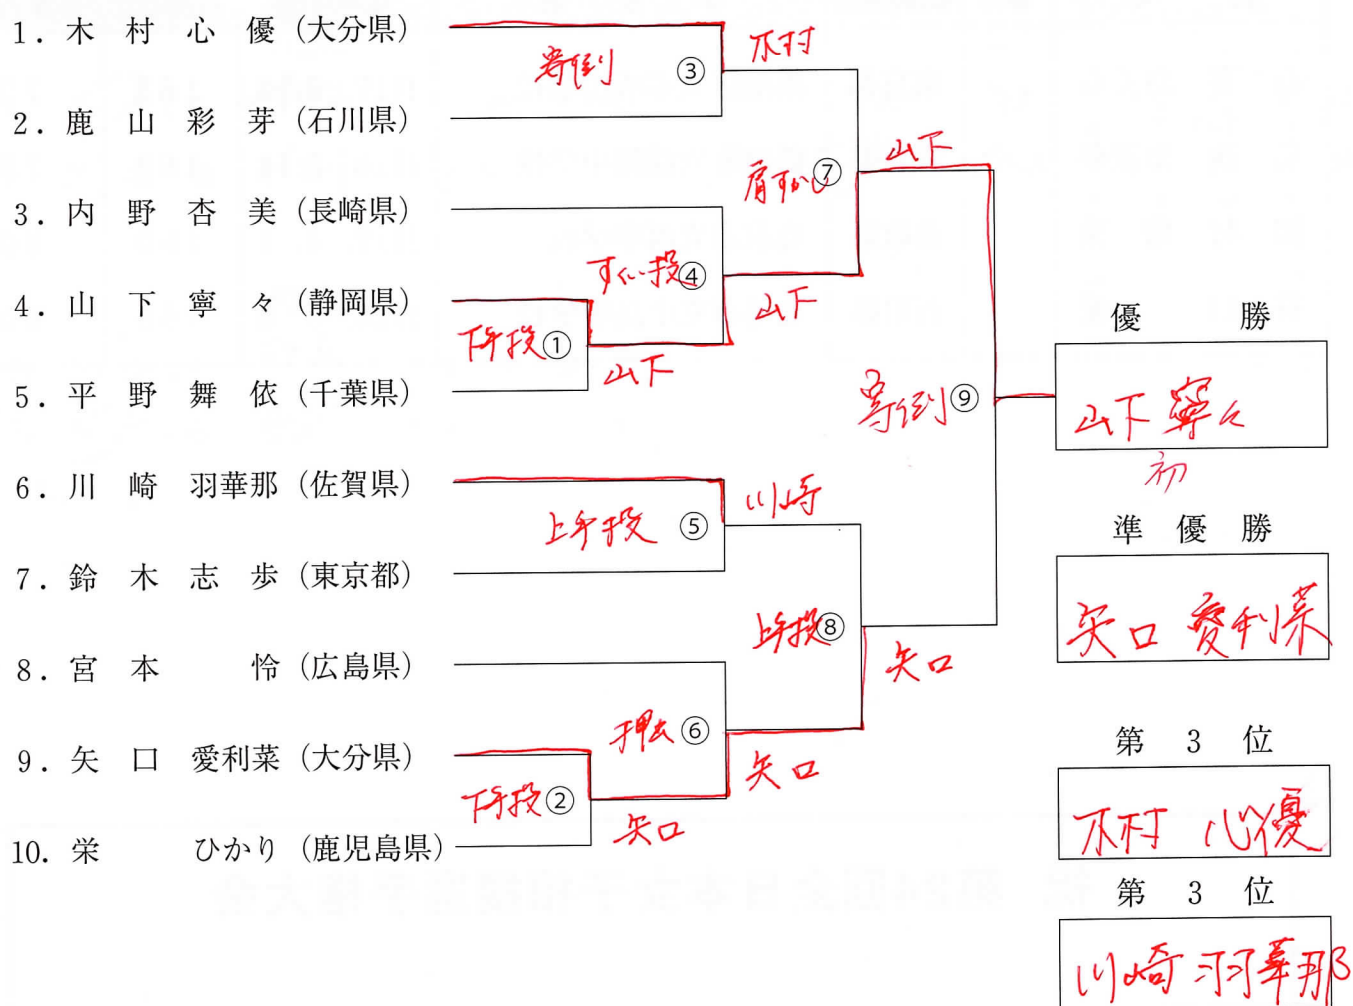 1. 木村心優 (大分県)
木村
寄倒 ③
2. 鹿山彩芽 (石川県)
山下
肩すかし ⑦
3. 内野杏美 (長崎県)
すくい投 ④
4. 山下寧々 (静岡県)
山下
優勝
下手投 ①
山下
5. 平野舞依 (千葉県)
寄倒 ⑨
山下 寧々
初
6. 川崎羽華那 (佐賀県)
川崎
上手投 ⑤
準優勝
7. 鈴木志歩 (東京都)
矢口 愛利菜
上手投 ⑧
8. 宮本怜 (広島県)
矢口
押出 ⑥
第3位
9. 矢口愛利菜 (大分県)
矢口
下手投 ②
矢口
木村 心優
10. 栄ひかり (鹿児島県)
第3位
川崎 羽華那